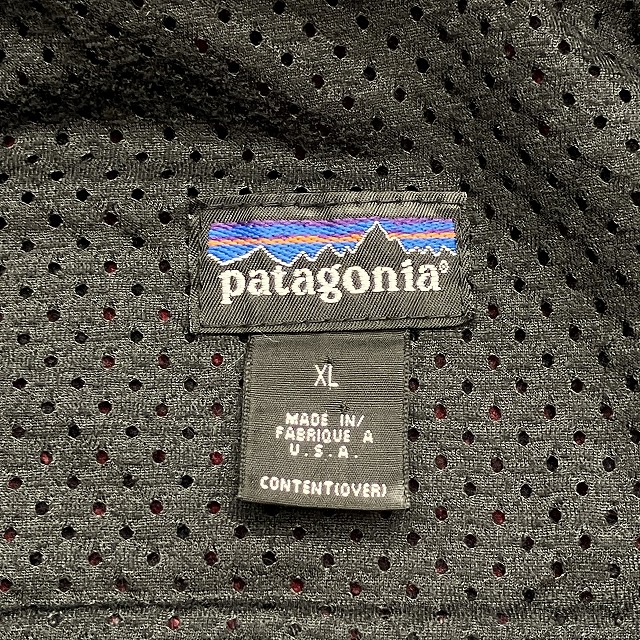 patagonia®
XL
MADE IN/
FABRIQUE A
U.S.A.
CONTENT(OVER)